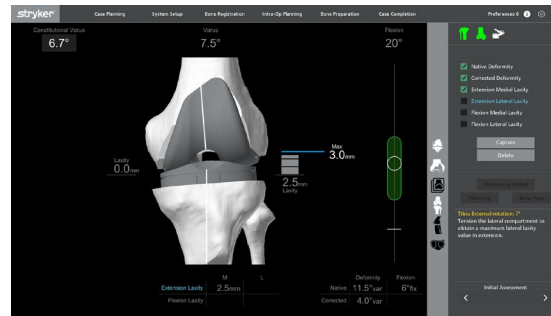 stryker
Case Planning
System Setup
Bone Registration
Intra-Op Planning
Bone Preparation
Case Completion
Preferences
Constitutional Varus
6.7°
Varus
7.5°
Flexion
20°
Native Deformity
Corrected Deformity
Extension Medial Laxity
Extension Lateral Laxity
Flexion Medial Laxity
Flexion Lateral Laxity
Capture
Delete
Laxity
0.0mm
Max
3.0mm
2.5mm
Laxity
Planning
Tibia External rotation: 7°
Tension the lateral compartment to
obtain a maximum lateral laxity
value in extension.
M L
Extension Laxity 2.5mm
Flexion Laxity
Deformity Flexion
Native 11.5°var 6°flx
Corrected 4.0°var
Initial Assessment